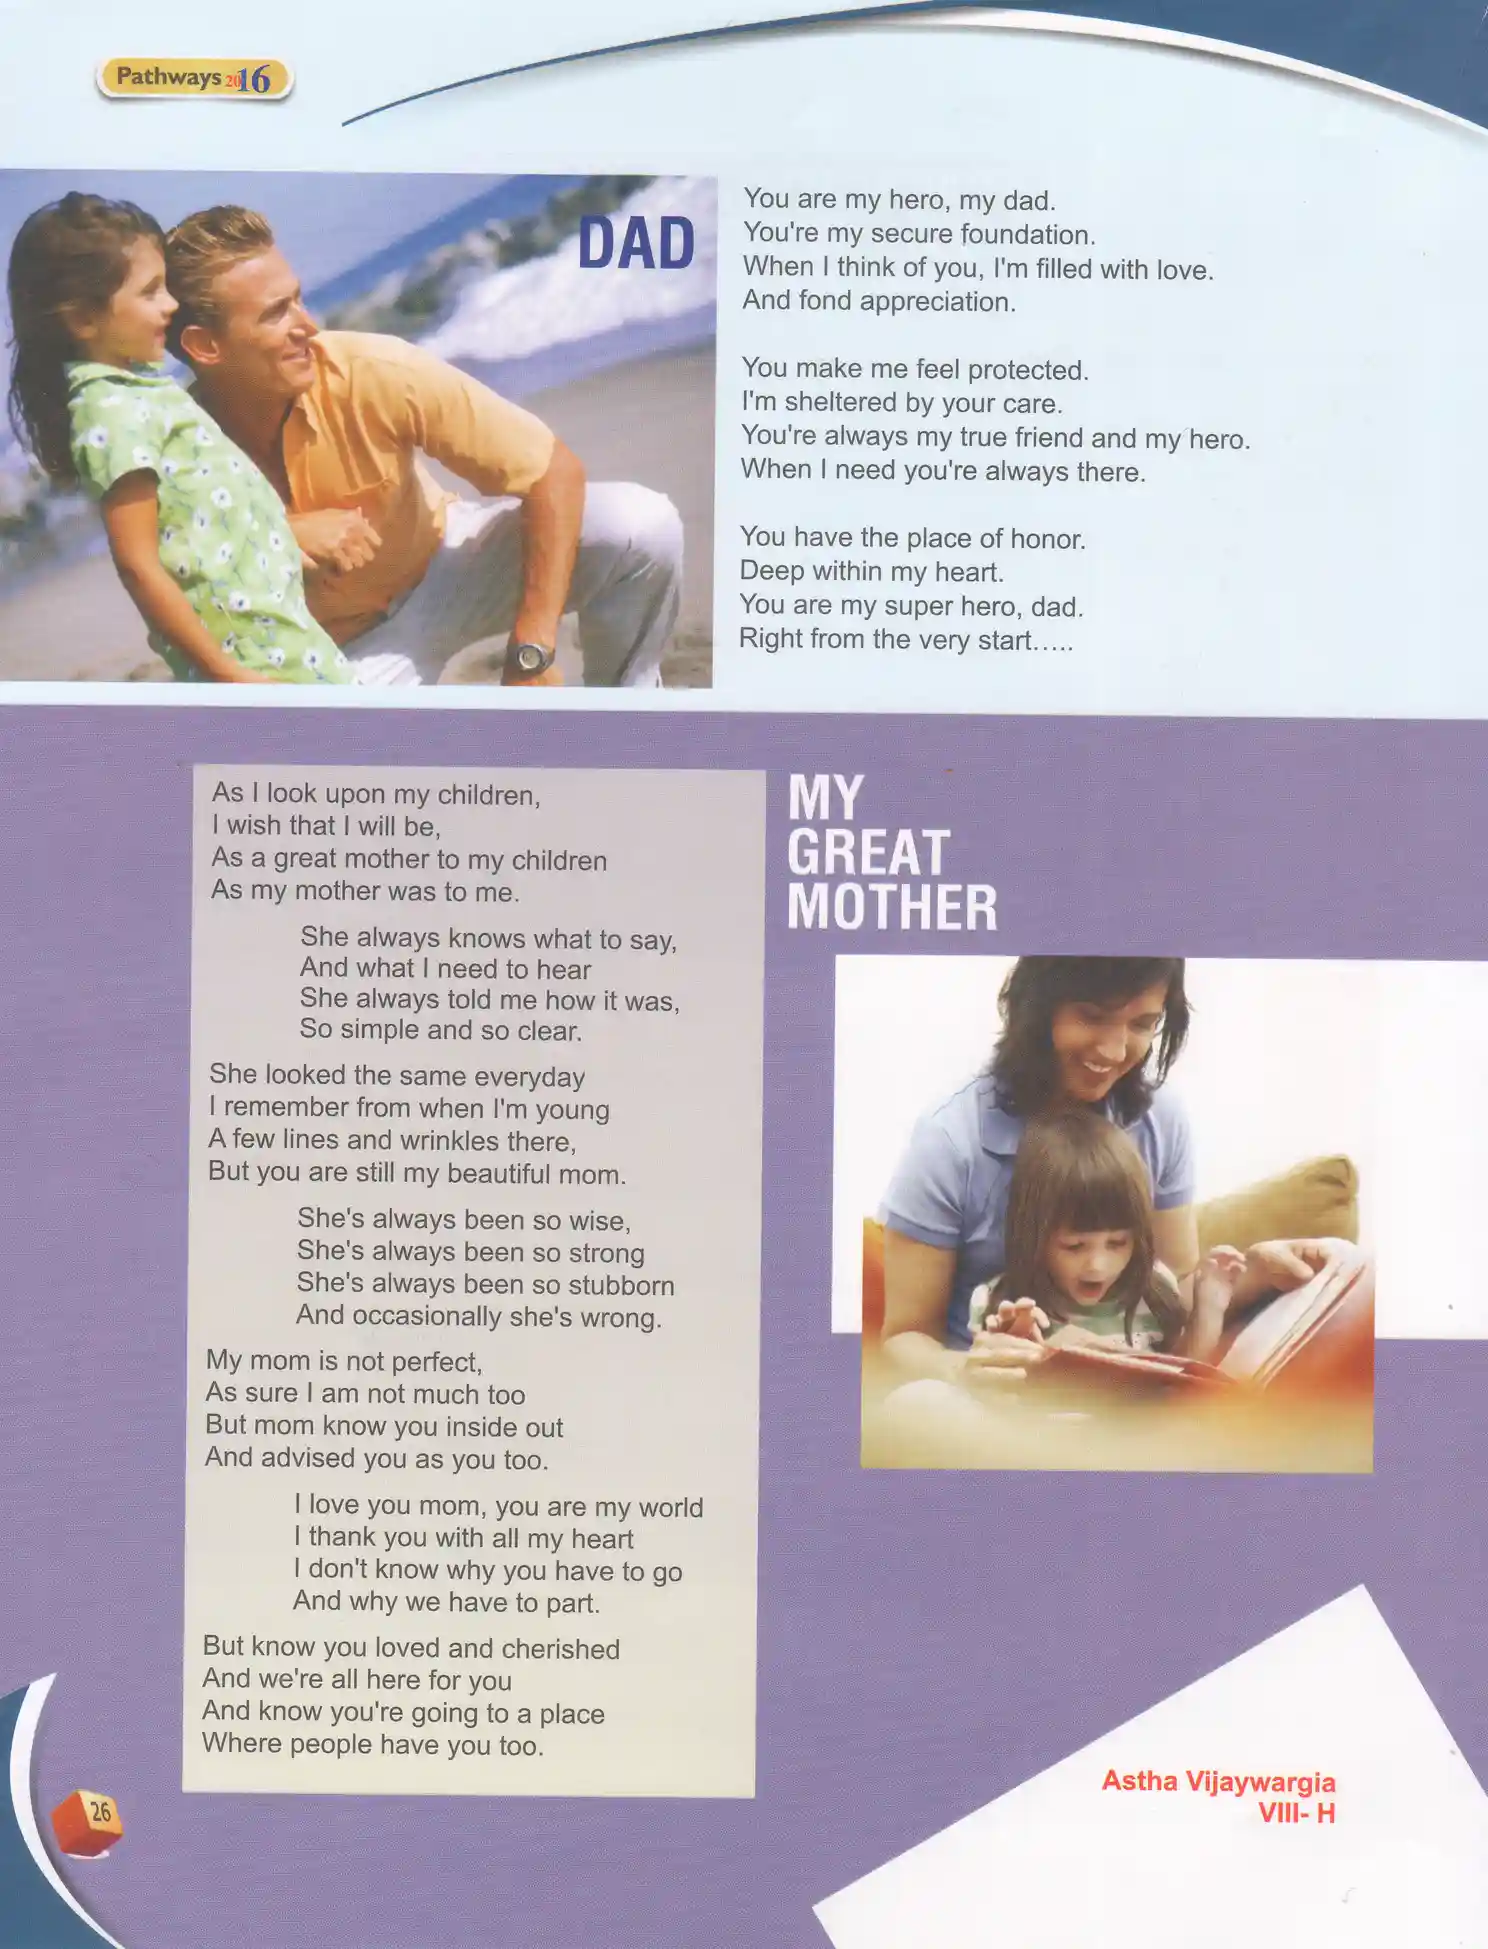 Pathways 2016
DAD
You are my hero, my dad.
You're my secure foundation.
When I think of you, I'm filled with love.
And fond appreciation.
You make me feel protected.
I'm sheltered by your care.
You're always my true friend and my hero.
When I need you're always there.
You have the place of honor.
Deep within my heart.
You are my super hero, dad.
Right from the very start.....
MY
GREAT
MOTHER
As I look upon my children,
I wish that I will be,
As a great mother to my children
As my mother was to me.
She always knows what to say,
And what I need to hear
She always told me how it was,
So simple and so clear.
She looked the same everyday
I remember from when I'm young
A few lines and wrinkles there,
But you are still my beautiful mom.
She's always been so wise,
She's always been so strong
She's always been so stubborn
And occasionally she's wrong.
My mom is not perfect,
As sure I am not much too
But mom know you inside out
And advised you as you too.
I love you mom, you are my world
I thank you with all my heart
I don't know why you have to go
And why we have to part.
But know you loved and cherished
And we're all here for you
And know you're going to a place
Where people have you too.
Astha Vijaywargia
VIII- H
26